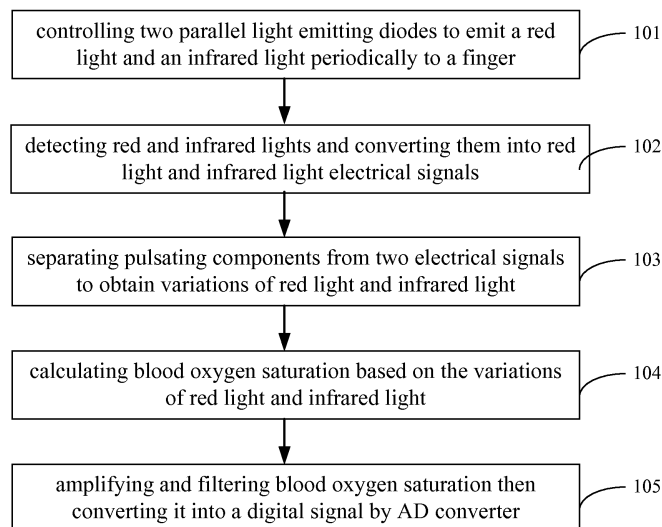 controlling two parallel light emitting diodes to emit a red
light and an infrared light periodically to a finger
101
detecting red and infrared lights and converting them into red
light and infrared light electrical signals
102
separating pulsating components from two electrical signals
to obtain variations of red light and infrared light
103
calculating blood oxygen saturation based on the variations
of red light and infrared light
104
amplifying and filtering blood oxygen saturation then
converting it into a digital signal by AD converter
105